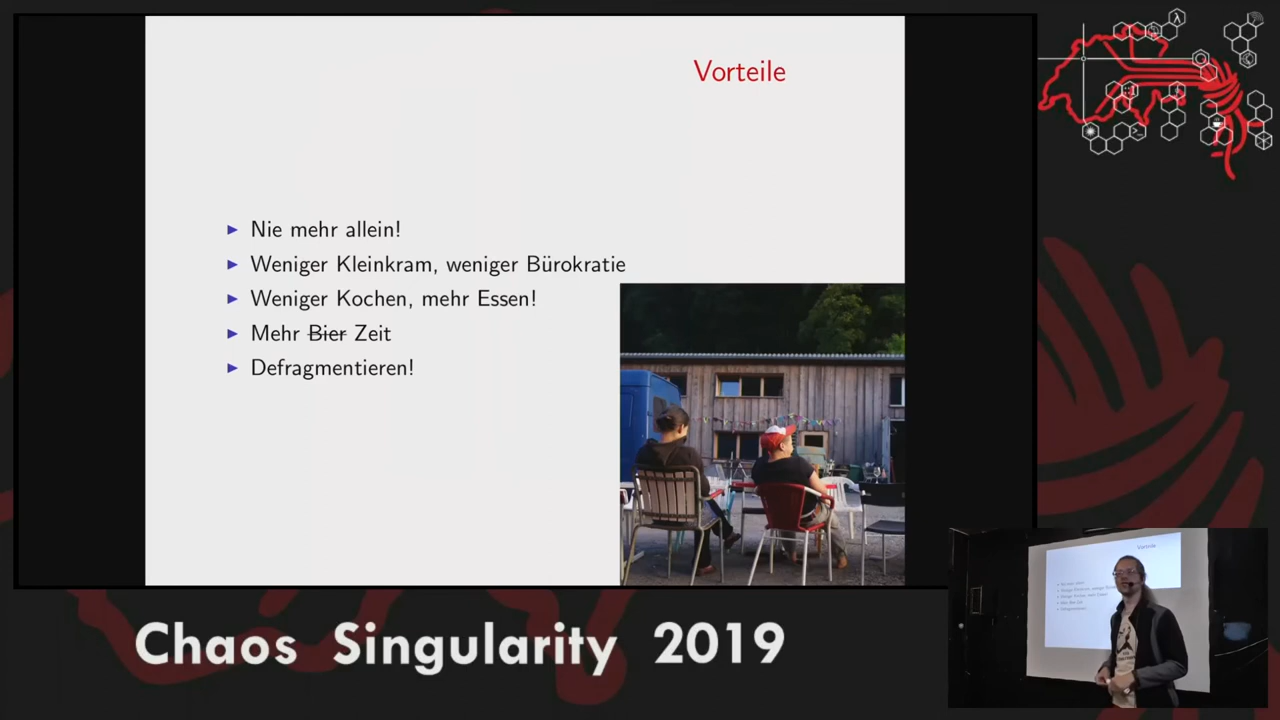 Vorteile
Nie mehr allein!
Weniger Kleinkram, weniger Bürokratie
Weniger Kochen, mehr Essen!
Mehr Bier Zeit
Defragmentieren!
Chaos Singularity 2019
Vorteile